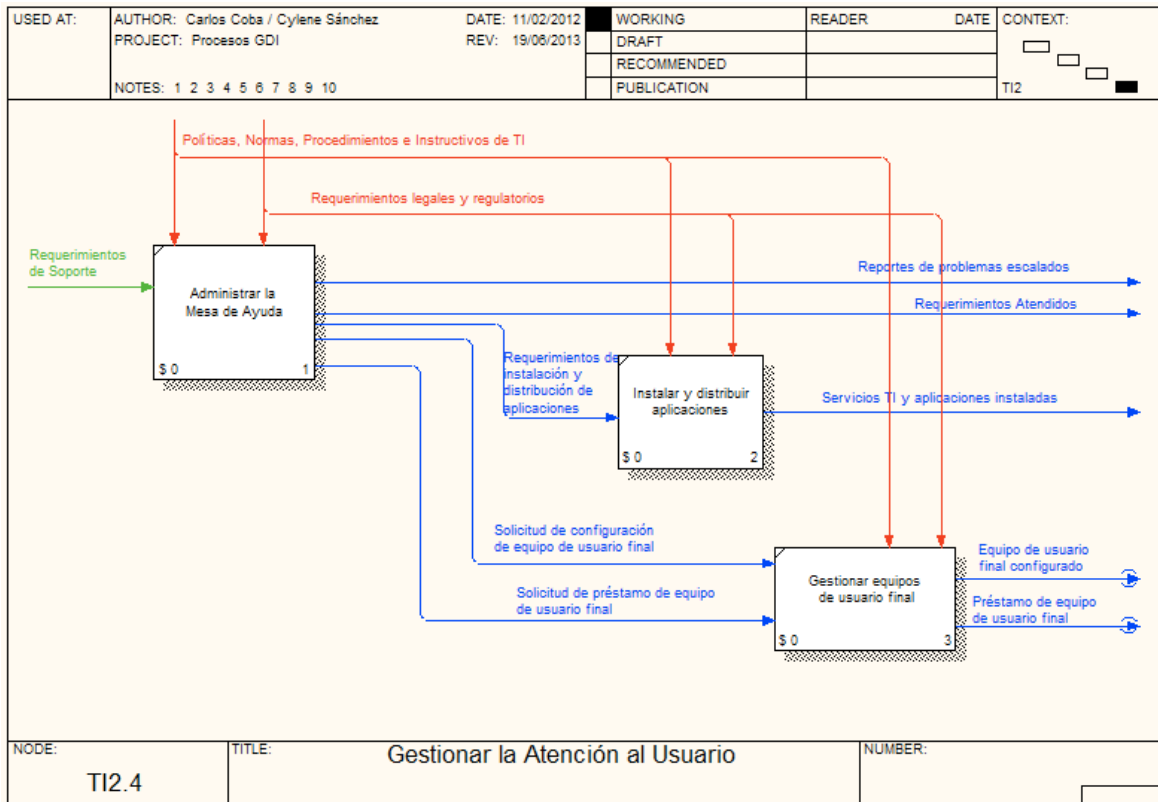 USED AT:
AUTHOR: Carlos Coba / Cylene Sánchez
DATE: 11/02/2012
PROJECT: Procesos GDI
REV: 19/06/2013
NOTES: 1 2 3 4 5 6 7 8 9 10
WORKING
DRAFT
RECOMMENDED
PUBLICATION
READER
DATE
CONTEXT:
TI2
Políticas, Normas, Procedimientos e Instructivos de TI
Requerimientos legales y regulatorios
Requerimientos
de Soporte
Administrar la
Mesa de Ayuda
$ 0
1
Reportes de problemas escalados
Requerimientos Atendidos
Requerimientos de
instalación y
distribución de
aplicaciones
Instalar y distribuir
aplicaciones
$ 0
2
Servicios TI y aplicaciones instaladas
Solicitud de configuración
de equipo de usuario final
Solicitud de préstamo de equipo
de usuario final
Gestionar equipos
de usuario final
$ 0
3
Equipo de usuario
final configurado
Préstamo de equipo
de usuario final
NODE:
TI2.4
TITLE:
Gestionar la Atención al Usuario
NUMBER: